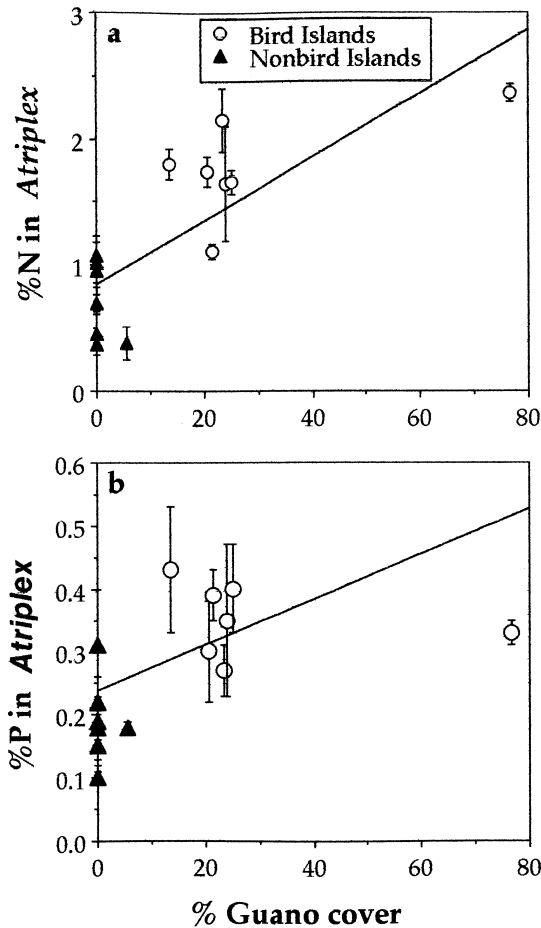 3
a
Bird Islands
Nonbird Islands
2
%N in Atriplex
1
0
0 20 40 60 80
0.6
b
0.5
0.4
%P in Atriplex
0.3
0.2
0.1
0.0
0 20 40 60 80
% Guano cover